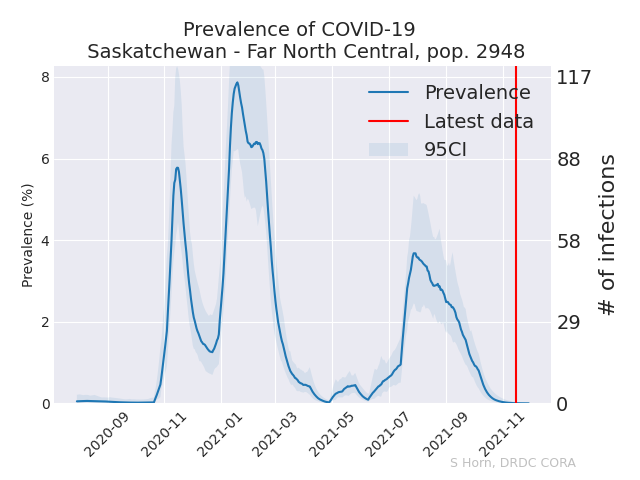 Prevalence of COVID-19
Saskatchewan - Far North Central, pop. 2948
Prevalence
Latest data
95CI
Prevalence (%)
8
6
4
2
0
117
88
58
29
0
# of infections
2020-09
2020-11
2021-01
2021-03
2021-05
2021-07
2021-09
2021-11
S Horn, DRDC CORA